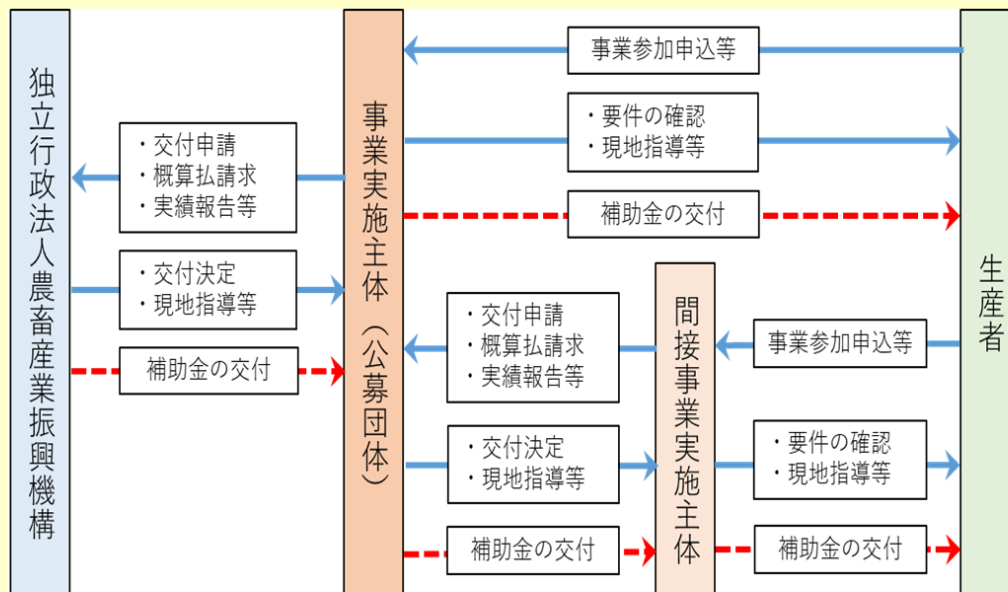 独立行政法人農畜産業振興機構
・交付申請
・概算払請求
・実績報告等
・交付決定
・現地指導等
補助金の交付
事業実施主体（公募団体）
事業参加申込等
・要件の確認
・現地指導等
補助金の交付
・交付申請
・概算払請求
・実績報告等
・交付決定
・現地指導等
補助金の交付
間接事業実施主体
事業参加申込等
・要件の確認
・現地指導等
補助金の交付
生産者